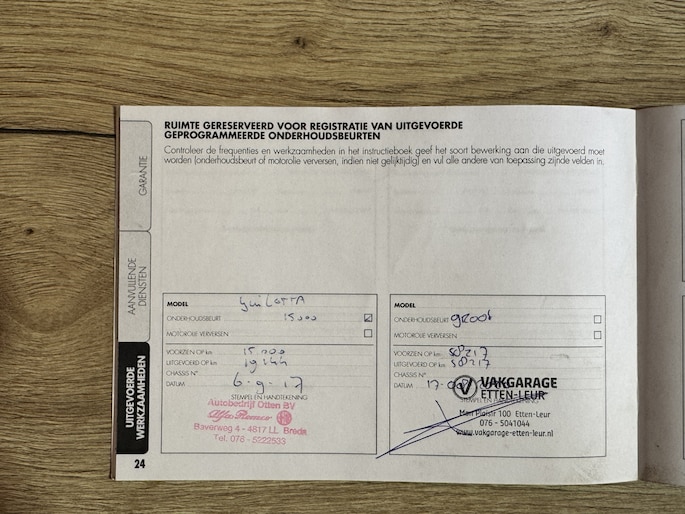 RUIMTE GERESERVEERD VOOR REGISTRATIE VAN UITGEVOERDE
GEPROGRAMMEERDE ONDERHOUDSBEURTEN
Controleer de frequenties en werkzaamheden in het instructieboek geef het soort bewerking aan die uitgevoerd moet
worden (onderhoudsbeurt of motorolie verversen, indien niet gelijktijdig) en vul alle andere van toepassing zijnde velden in.
GARANTIE
AANVULLENDE
DIENSTEN
UITGEVOERDE
WERKZAAMHEDEN
MODEL
ONDERHOUDSBEURT 15000
MOTOROLIE VERVERSEN
VOORZIEN OP km 15.000
UITGEVOERD OP km
CHASSIS N°
DATUM 6-9-17
STEMPEL EN HANDTEKENING
Autobedrijf Otten BV
Alfa Romeo
Baverweg 4 - 4817 LL Breda
Tel. 076 - 5222533
MODEL
ONDERHOUDSBEURT groot
MOTOROLIE VERVERSEN
VOORZIEN OP km
UITGEVOERD OP km
CHASSIS N°
DATUM
VAKGARAGE
ETTEN-LEUR
100 Etten-Leur
076 - 5041044
www.vakgarage-etten-leur.nl
24